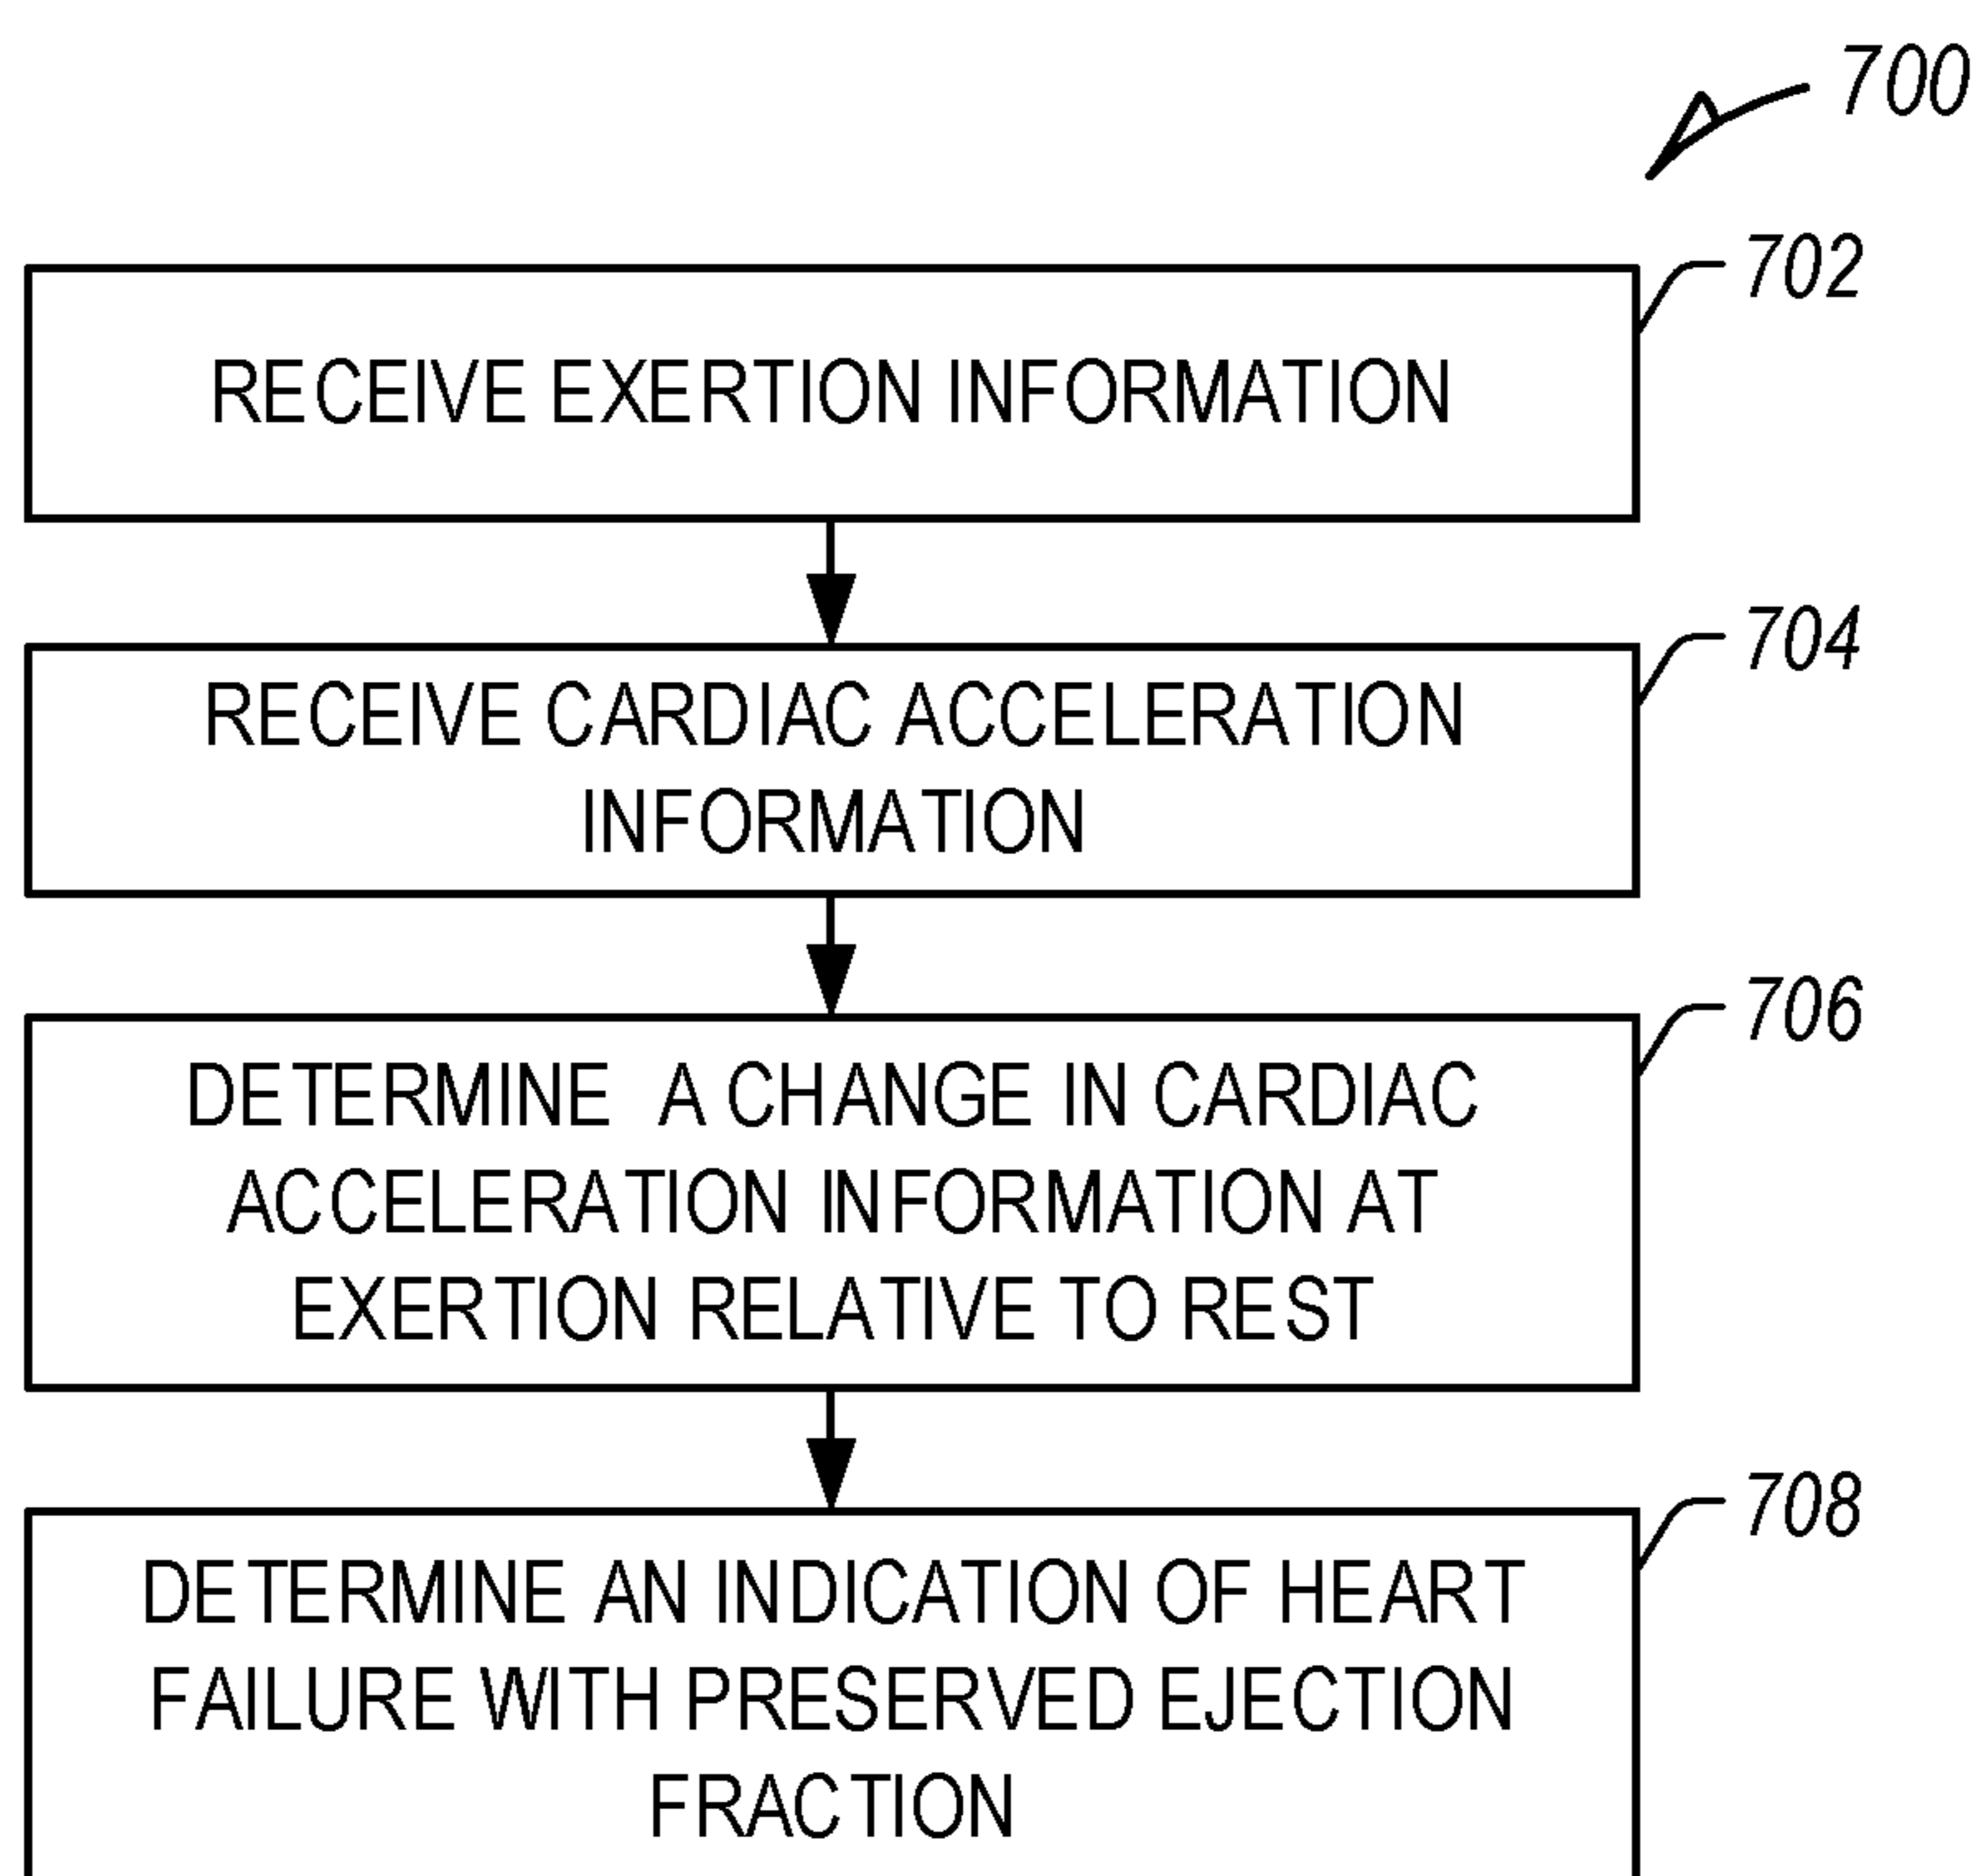 700
702
RECEIVE EXERTION INFORMATION
704
RECEIVE CARDIAC ACCELERATION
INFORMATION
706
DETERMINE A CHANGE IN CARDIAC
ACCELERATION INFORMATION AT
EXERTION RELATIVE TO REST
708
DETERMINE AN INDICATION OF HEART
FAILURE WITH PRESERVED EJECTION
FRACTION